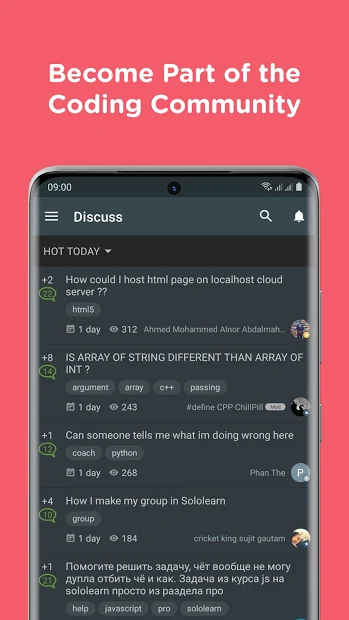 Become Part of the
Coding Community
09:00
Discuss
HOT TODAY
+2
How could I host html page on localhost cloud
server ??
22
html5
1 day 312 Ahmed Mohammed Alnor Abdalmah...
+8
IS ARRAY OF STRING DIFFERENT THAN ARRAY OF
INT ?
14
argument array c++ passing
1 day 243 #define CPP ChillPill Mod
+1
Can someone tells me what im doing wrong here
12
coach python
1 day 268 Phan The P
+4
How I make my group in Sololearn
10
group
1 day 184 cricket king sujit gautam
+1
Помогите решить задачу, чёт вообще не могу
дупла отбить чё и как. Задача из курса js на
21
sololearn просто из раздела про
help javascript pro sololearn